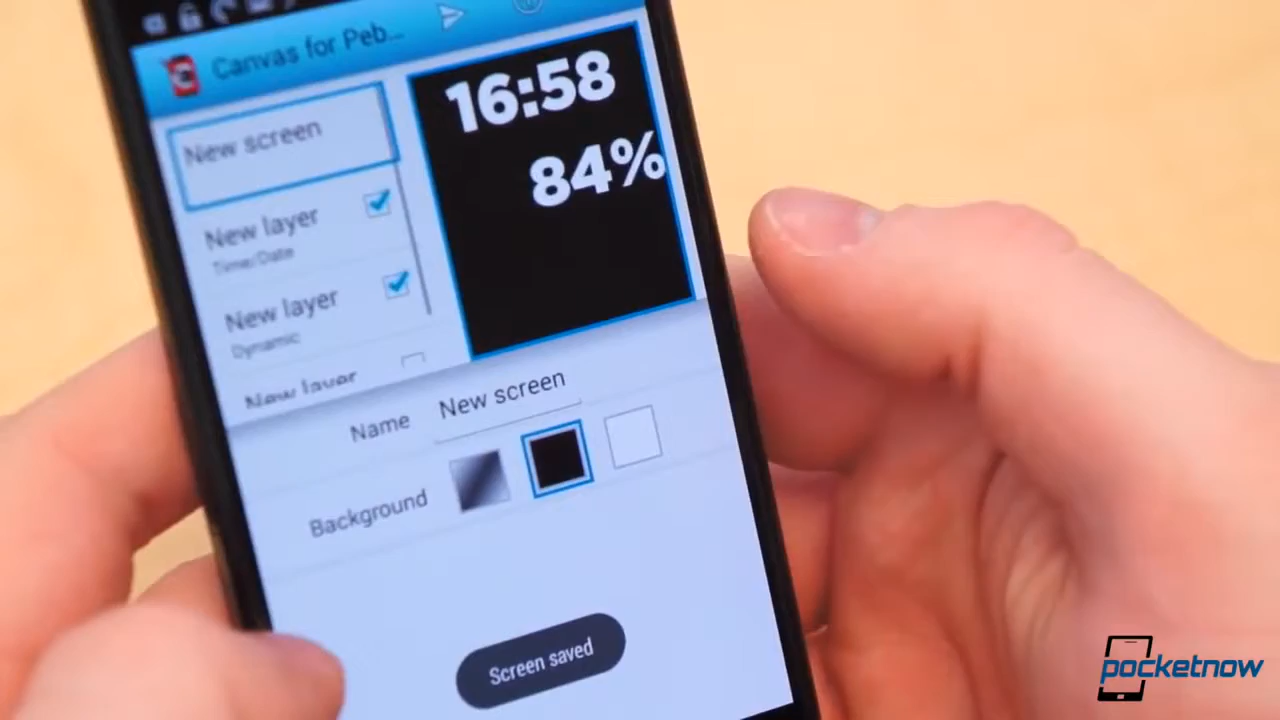 Canvas for Peb...
New screen
16:58
84%
New layer
Time/Date
New layer
Dynamic
New layer
Name
New screen
Background
Screen saved
pocketnow